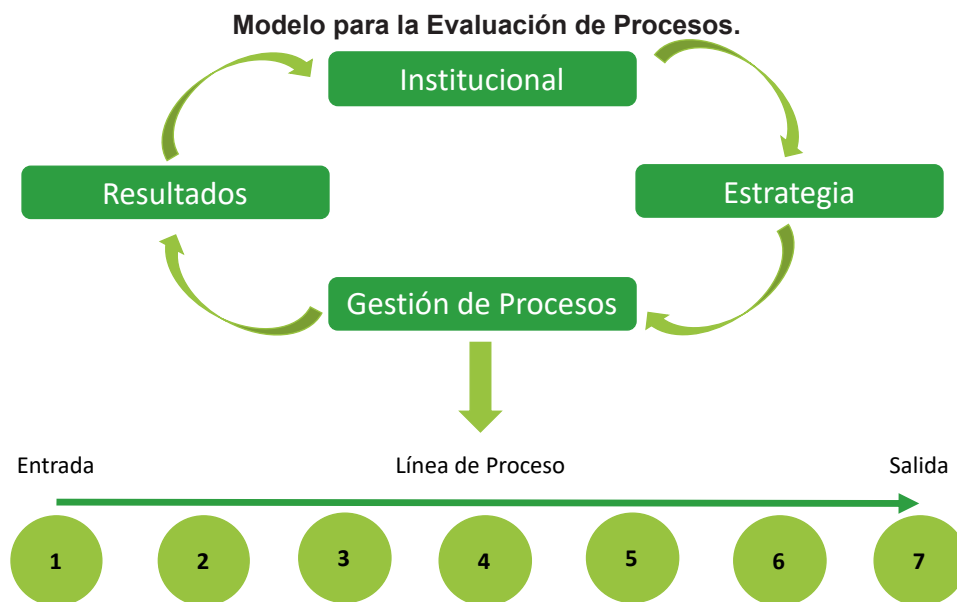 Modelo para la Evaluación de Procesos.
Institucional
Resultados
Estrategia
Gestión de Procesos
Entrada
Línea de Proceso
Salida
1
2
3
4
5
6
7